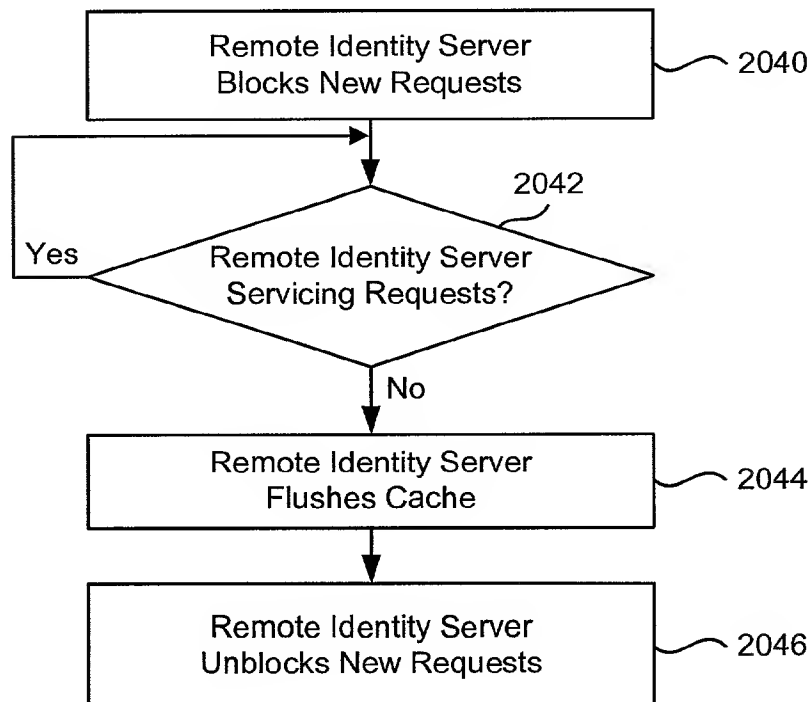 Remote Identity Server
Blocks New Requests
2040
2042
Yes
Remote Identity Server
Servicing Requests?
No
Remote Identity Server
Flushes Cache
2044
Remote Identity Server
Unblocks New Requests
2046